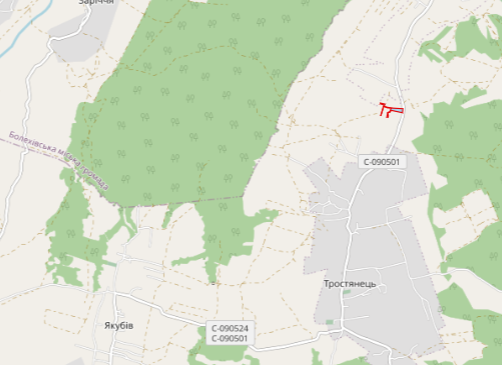 Заріччя
Болехівська міська громада
С-090501
Тростянець
Якубів
С-090524
С-090501